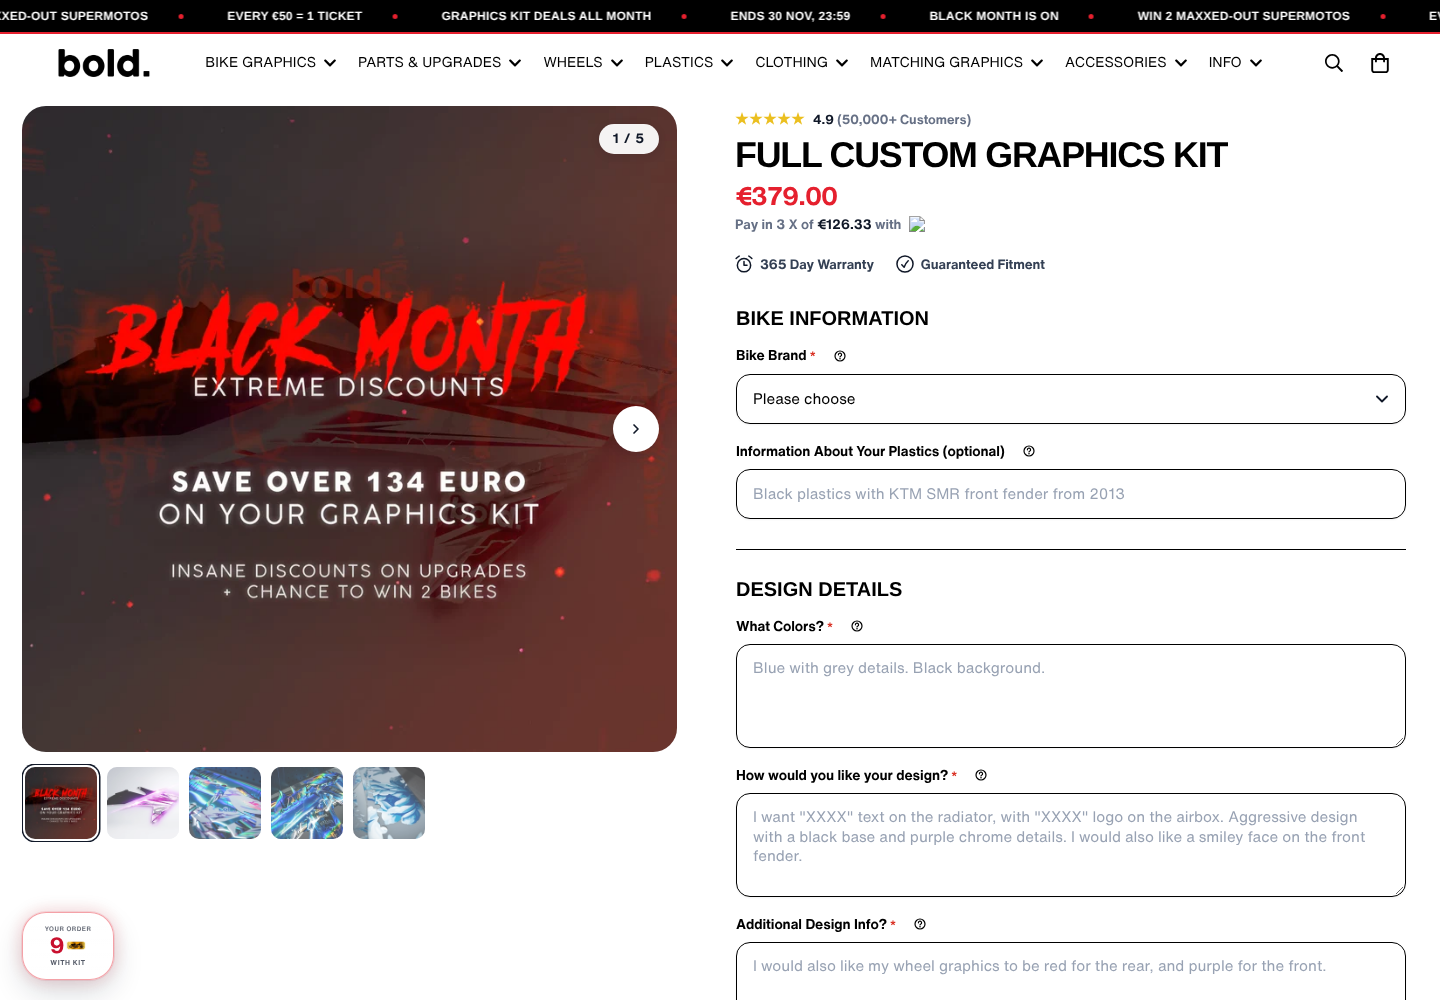 XXED-OUT SUPERMOTOS • EVERY €50 = 1 TICKET • GRAPHICS KIT DEALS ALL MONTH • ENDS 30 NOV, 23:59 • BLACK MONTH IS ON • WIN 2 MAXXED-OUT SUPERMOTOS • EV
bold.
BIKE GRAPHICS PARTS & UPGRADES WHEELS PLASTICS CLOTHING MATCHING GRAPHICS ACCESSORIES INFO
1 / 5
bold.
BLACK MONTH
EXTREME DISCOUNTS
SAVE OVER 134 EURO
ON YOUR GRAPHICS KIT
INSANE DISCOUNTS ON UPGRADES
+ CHANCE TO WIN 2 BIKES
BLACK MONTH
YOUR ORDER
9
WITH KIT
4.9 (50,000+ Customers)
FULL CUSTOM GRAPHICS KIT
€379.00
Pay in 3 X of €126.33 with
365 Day Warranty Guaranteed Fitment
BIKE INFORMATION
Bike Brand *
Please choose
Information About Your Plastics (optional)
Black plastics with KTM SMR front fender from 2013
DESIGN DETAILS
What Colors? *
Blue with grey details. Black background.
How would you like your design? *
I want "XXXX" text on the radiator, with "XXXX" logo on the airbox. Aggressive design
with a black base and purple chrome details. I would also like a smiley face on the front
fender.
Additional Design Info? *
I would also like my wheel graphics to be red for the rear, and purple for the front.